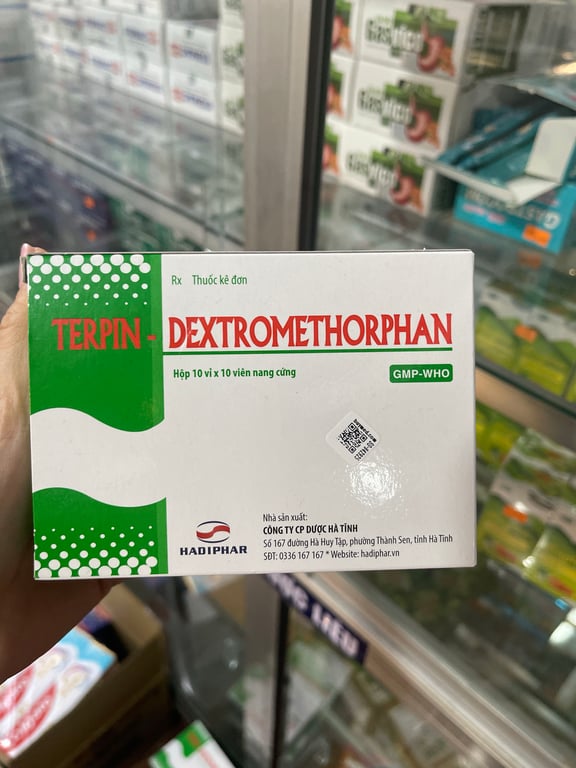 Rx Thuốc kê đơn
TERPIN - DEXTROMETHORPHAN
Hộp 10 vỉ x 10 viên nang cứng
GMP-WHO
HADIPHAR
Nhà sản xuất:
CÔNG TY CP DƯỢC HÀ TĨNH
Số 167 đường Hà Huy Tập, phường Thành Sen, tỉnh Hà Tĩnh
SĐT: 0336 167 167 * Website: hadiphar.vn
LIỆU